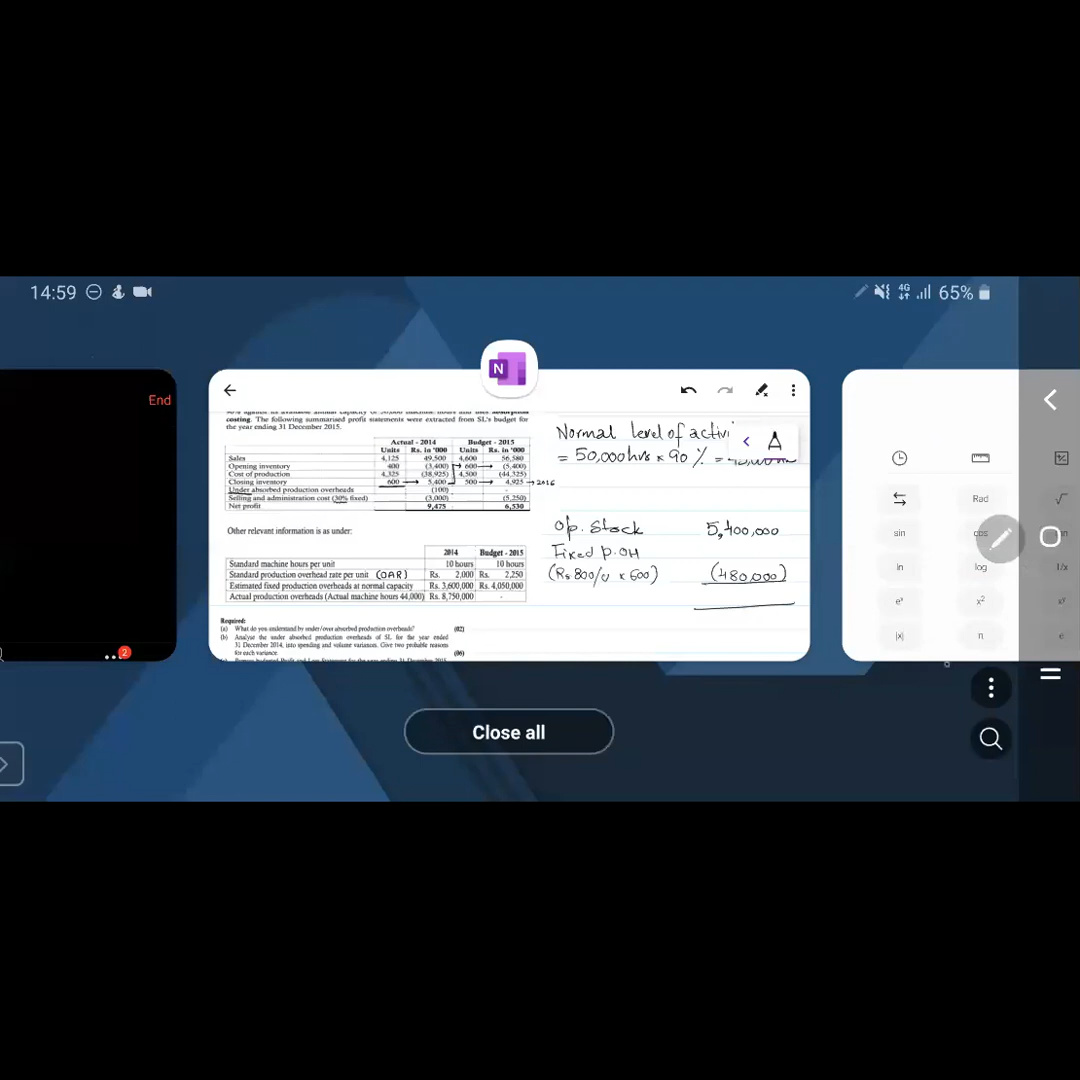 14:59
4G 65%
End
N
costing. The following summarised profit statements were extracted from SL's budget for
the year ending 31 December 2015.
Actual - 2014 Budget - 2015
Units Rs. in '000 Units Rs. in '000
Sales 4,125 49,500 4,600 56,580
Opening inventory 400 (3,400) 600 (5,400)
Cost of production 4,325 (38,925) 4,500 (44,325)
Closing inventory 600 5,400 500 4,925 → 2016
Under absorbed production overheads (100) -
Selling and administration cost (30% fixed) (3,000) (5,250)
Net profit 9,475 6,530
Other relevant information is as under:
2014 Budget - 2015
Standard machine hours per unit 10 hours 10 hours
Standard production overhead rate per unit (OAR) Rs. 2,000 Rs. 2,250
Estimated fixed production overheads at normal capacity Rs. 3,600,000 Rs. 4,050,000
Actual production overheads (Actual machine hours 44,000) Rs. 8,750,000 -
Required:
(a) What do you understand by under/over absorbed production overheads? (02)
(b) Analyse the under absorbed production overheads of SL for the year ended
31 December 2014, into spending and volume variances. Give two probable reasons
for each variance. (06)
Normal level of activi
= 50,000 hrs × 90 % =
A
Op. Stock 5,400,000
Fixed P.OH
(Rs 800/u × 600) (480,000)
Rad
sin cos
ln log 1/x
eˣ x² xʸ
|x| π e
2
Close all